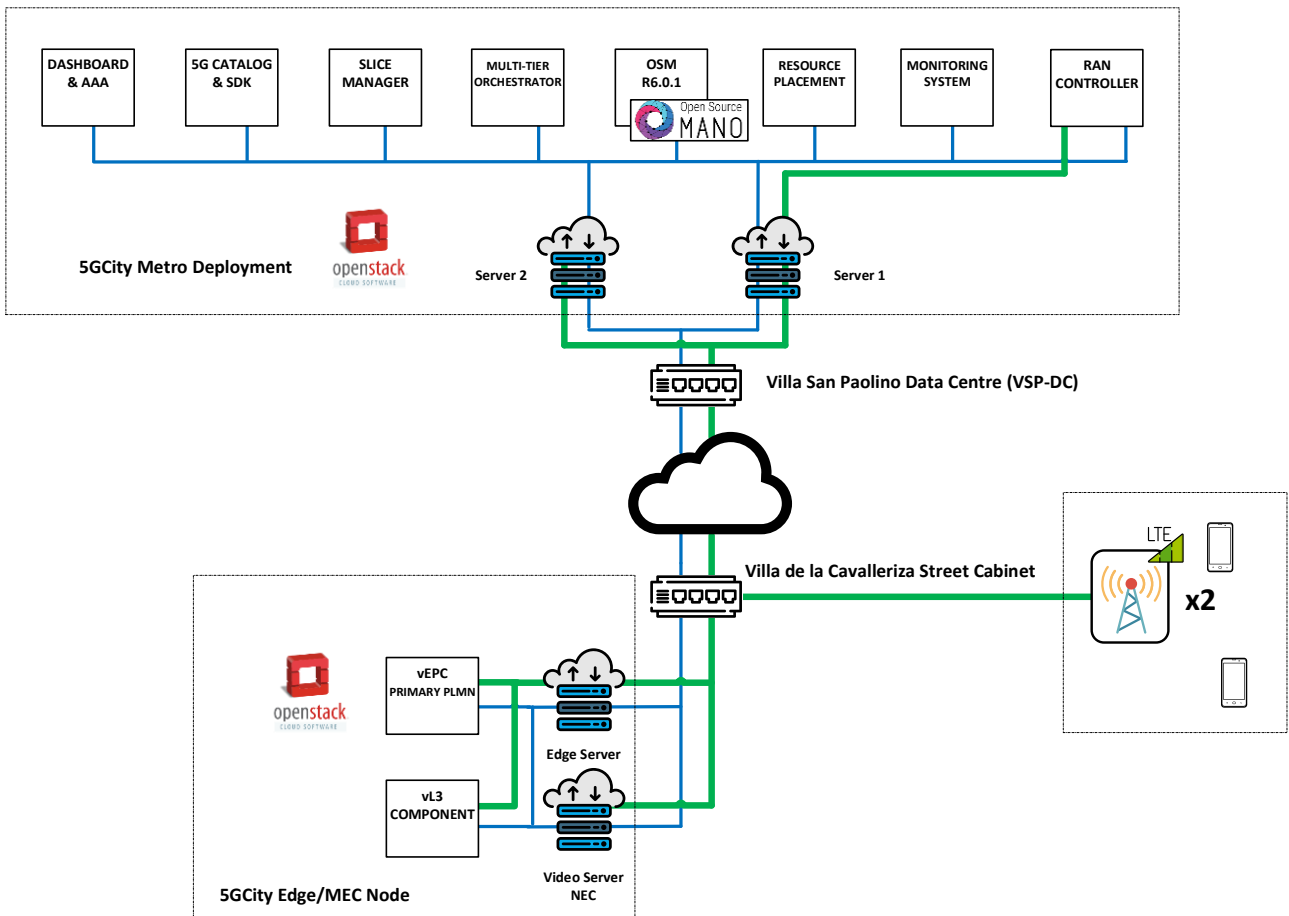 DASHBOARD
& AAA
5G CATALOG
& SDK
SLICE
MANAGER
MULTI-TIER
ORCHESTRATOR
OSM
R6.0.1
Open Source
MANO
RESOURCE
PLACEMENT
MONITORING
SYSTEM
RAN
CONTROLLER
5GCity Metro Deployment
openstack
CLOUD SOFTWARE
Server 2
Server 1
Villa San Paolino Data Centre (VSP-DC)
Villa de la Cavalleriza Street Cabinet
LTE
x2
openstack
CLOUD SOFTWARE
vEPC
PRIMARY PLMN
Edge Server
vL3
COMPONENT
Video Server
NEC
5GCity Edge/MEC Node